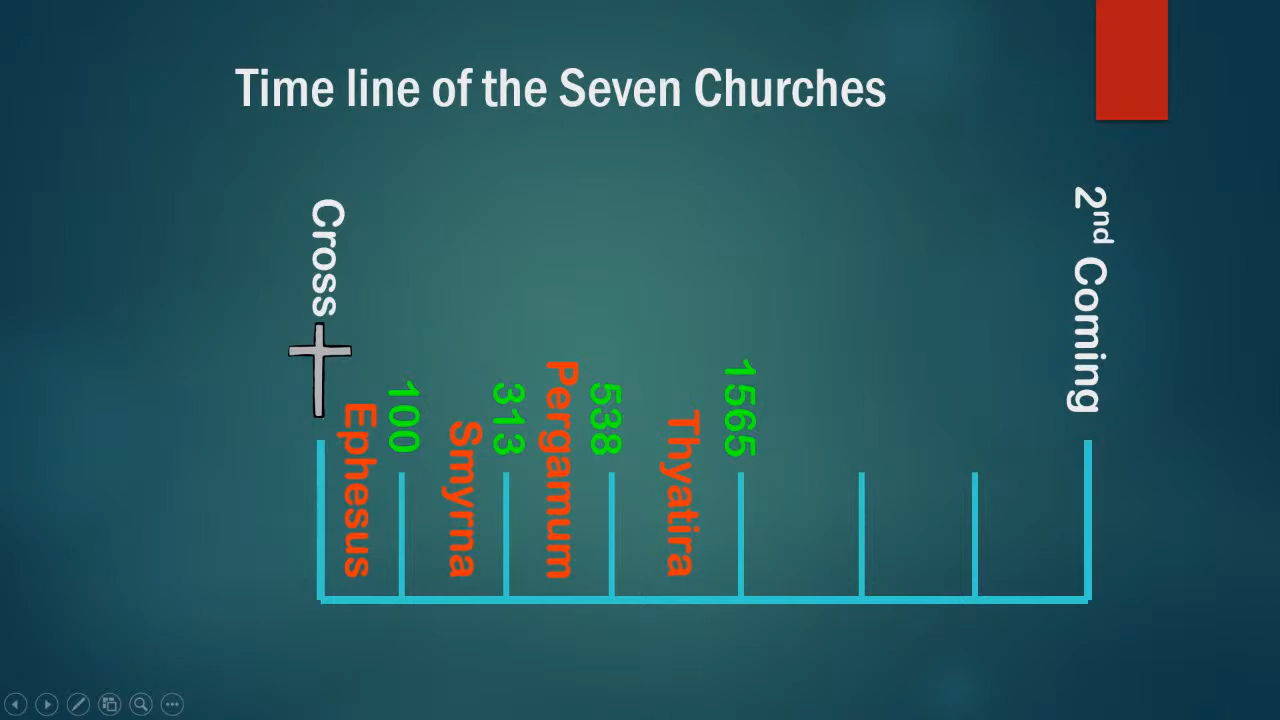 Time line of the Seven Churches
Cross
Ephesus
100
Smyrna
313
Pergamum
538
Thyatira
1565
2nd Coming